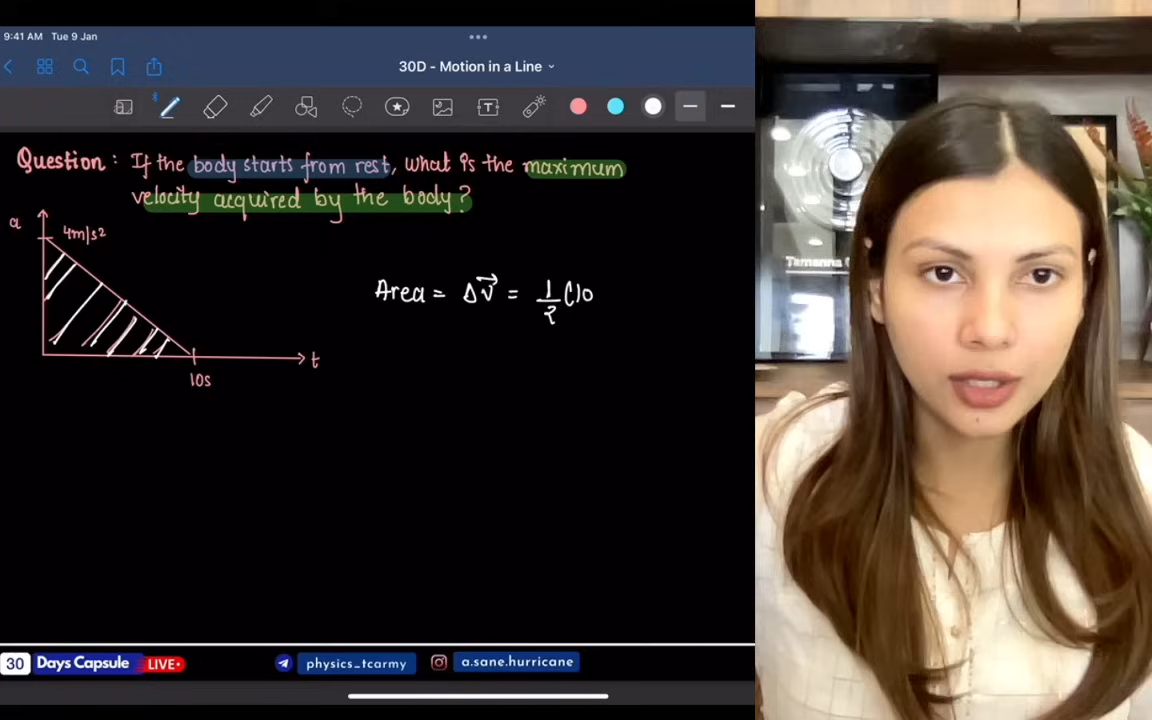 9:41 AM Tue 9 Jan
30D - Motion in a Line
Question: If the body starts from rest, what is the maximum
velocity acquired by the body?
a
4m/s2
Area = Δv⃗ = 1/2 (10
t
10s
Tamanna
30 Days Capsule LIVE
physics_tcarmy
a.sane.hurricane